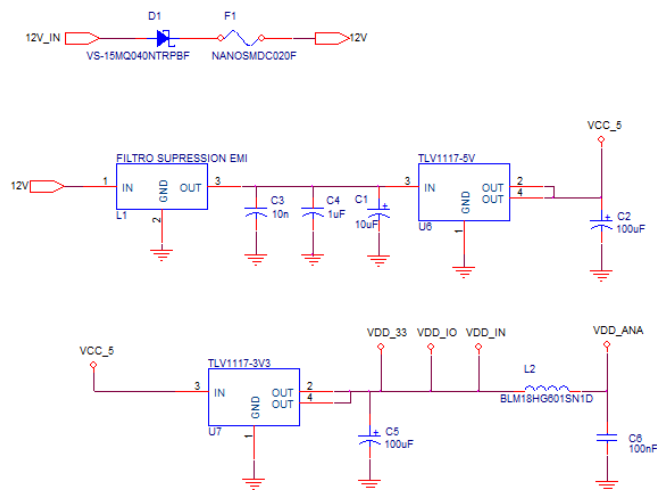 D1 F1
12V_IN 12V
VS-15MQ040NTRPBF NANOSMDC020F
FILTRO SUPRESSION EMI TLV1117-5V VCC_5
12V 1 IN OUT 3 3 IN OUT 2
OUT 4
GND C3 C4 C1 GND C2
10n 1uF 10uF 100uF
L1 2 U6 1
VCC_5 TLV1117-3V3 VDD_33 VDD_IO VDD_IN VDD_ANA
3 IN OUT 2 L2
OUT 4 BLM18HG601SN1D
GND C5 C6
100uF 100nF
U7 1